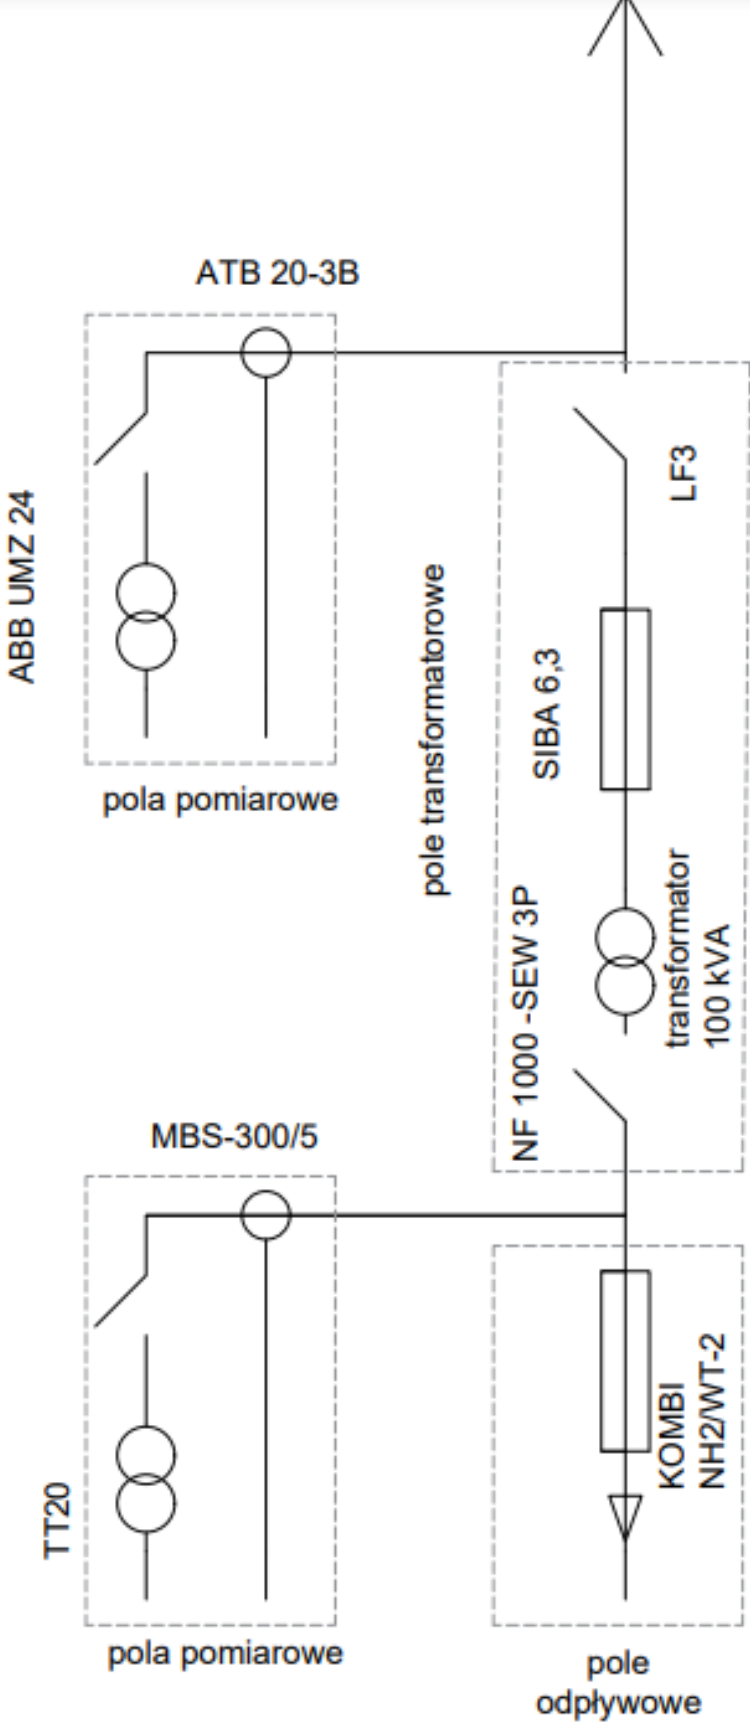 ATB 20-3B
ABB UMZ 24
pola pomiarowe
pole transformatorowe
LF3
SIBA 6,3
transformator
100 kVA
NF 1000 -SEW 3P
MBS-300/5
TT20
pola pomiarowe
KOMBI
NH2/WT-2
pole
odpływowe